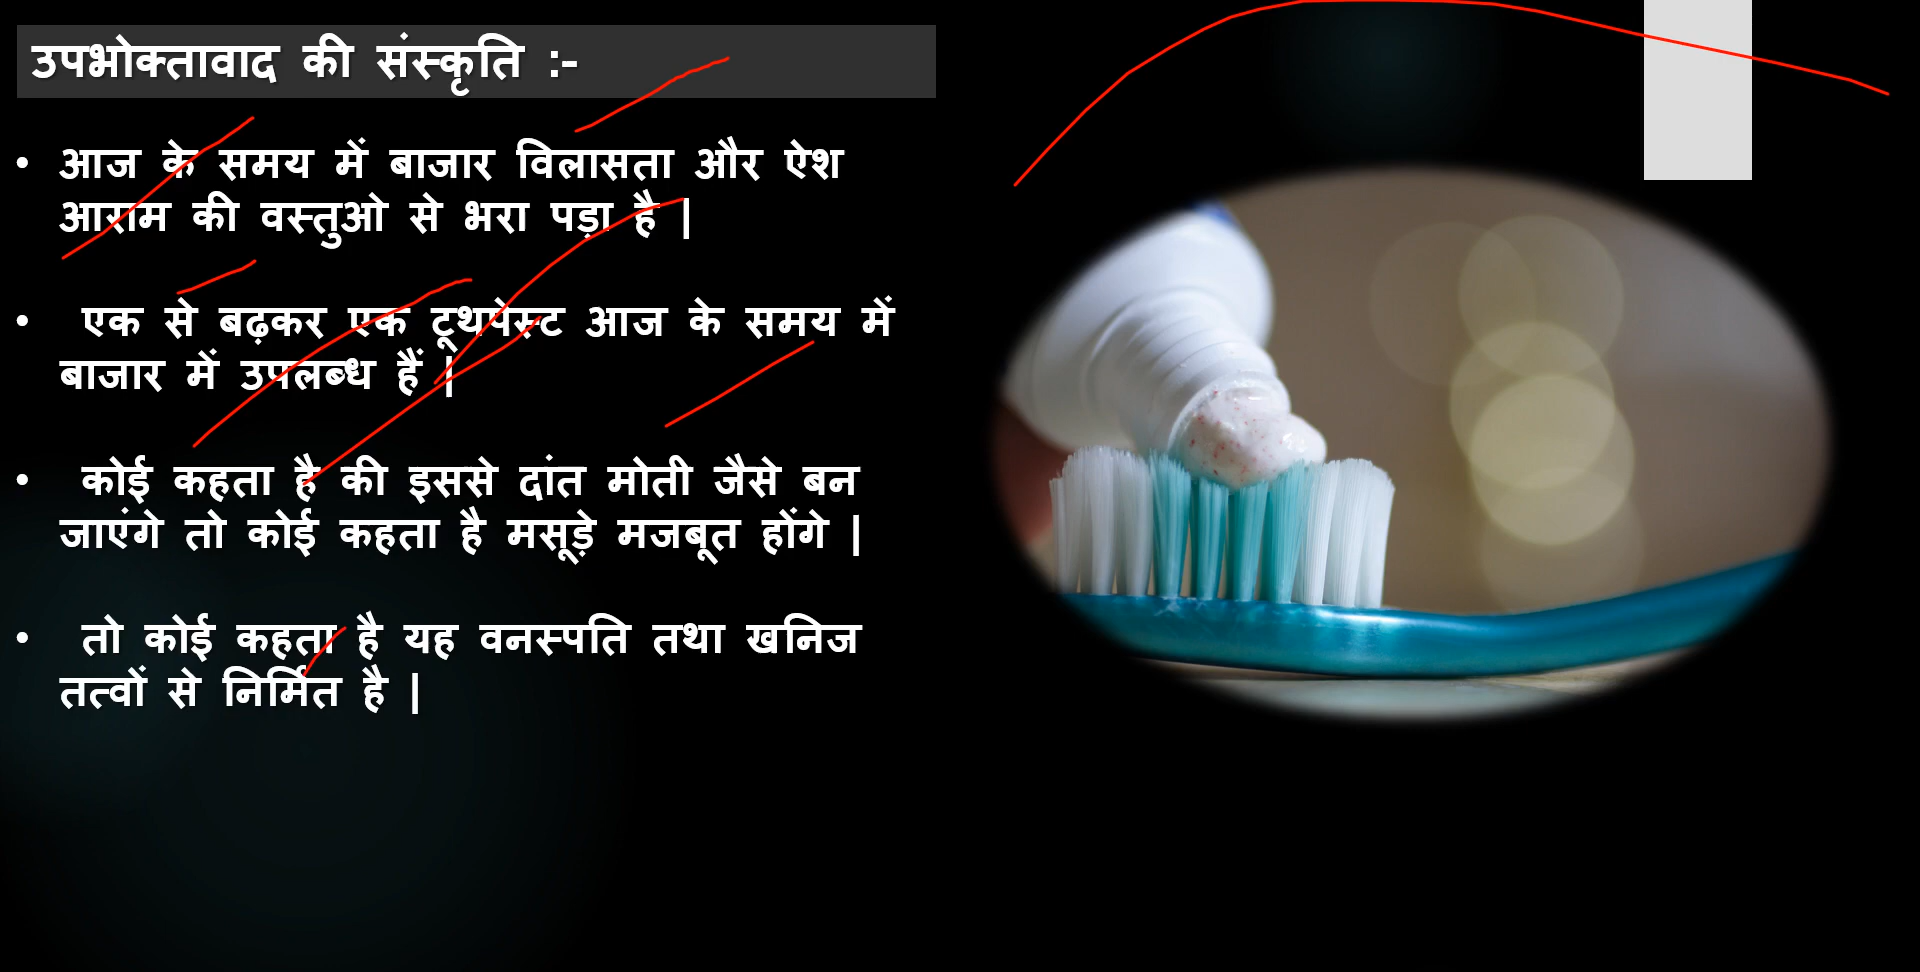 उपभोक्तावाद की संस्कृति :-
• आज के समय में बाजार विलासता और ऐश
आराम की वस्तुओ से भरा पड़ा है |
• एक से बढ़कर एक टूथपेस्ट आज के समय में
बाजार में उपलब्ध हैं |
• कोई कहता है की इससे दांत मोती जैसे बन
जाएंगे तो कोई कहता है मसूड़े मजबूत होंगे |
• तो कोई कहता है यह वनस्पति तथा खनिज
तत्वों से निर्मित है |